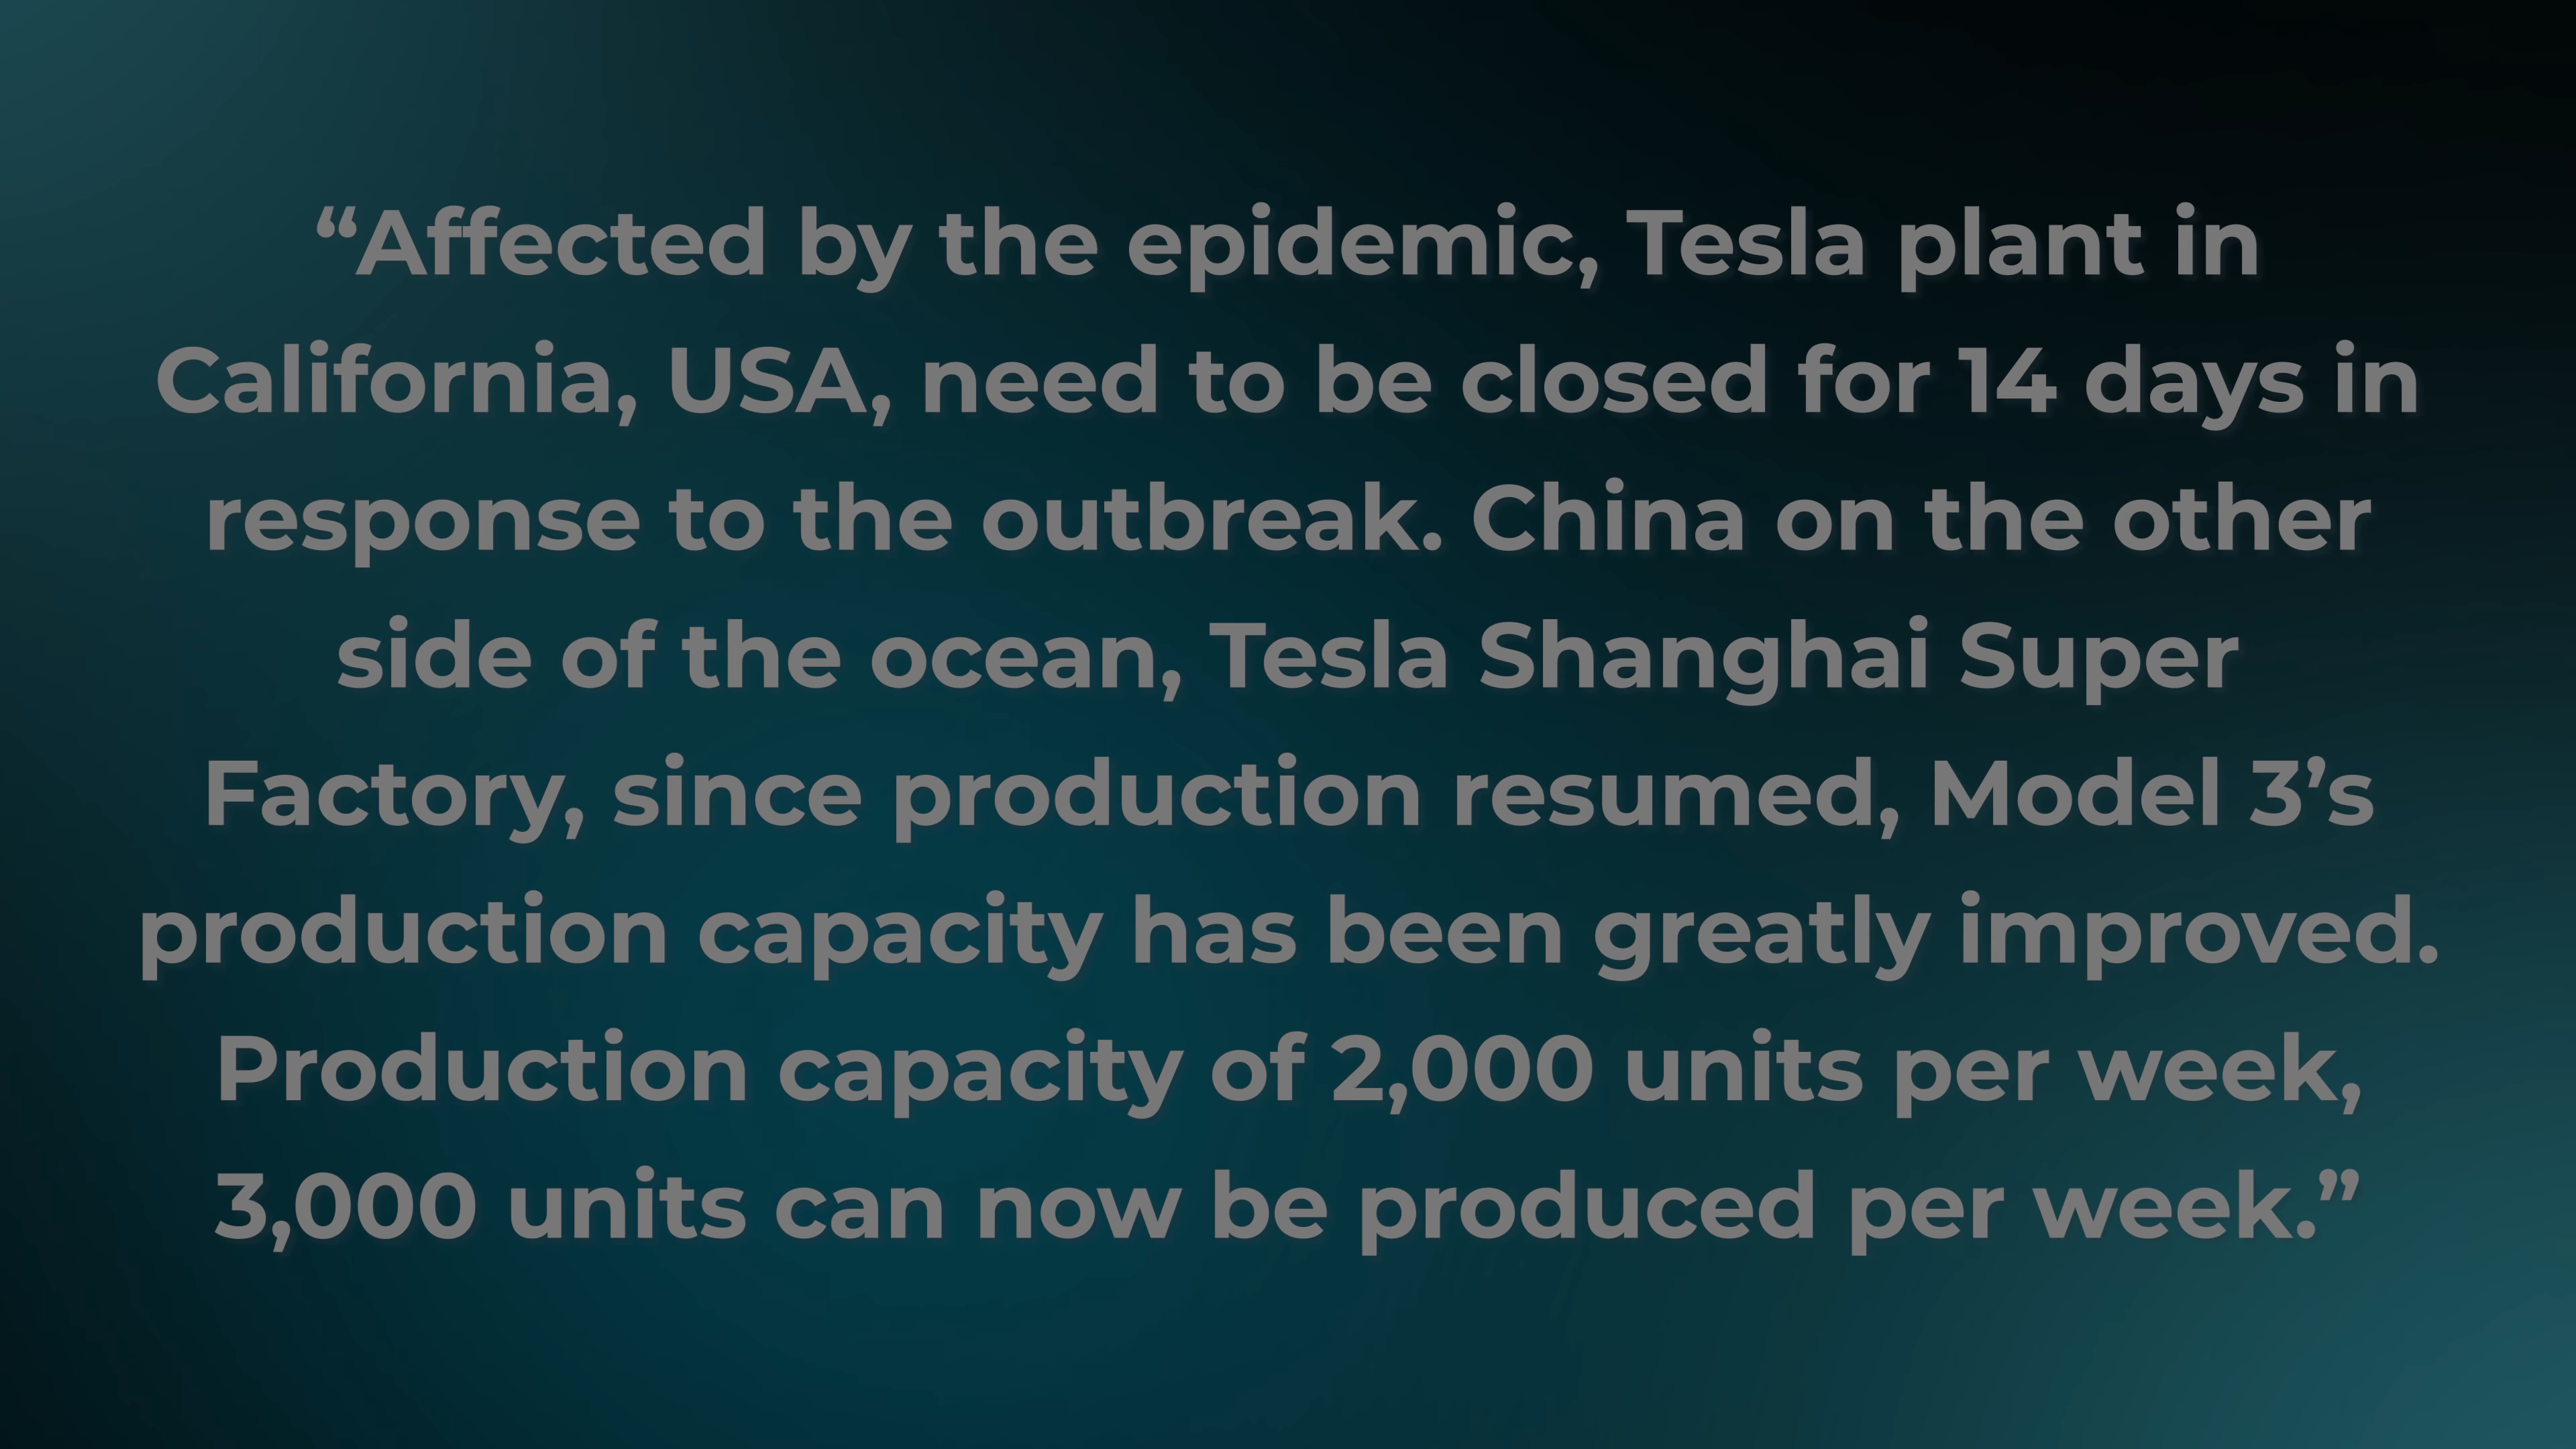 “Affected by the epidemic, Tesla plant in
California, USA, need to be closed for 14 days in
response to the outbreak. China on the other
side of the ocean, Tesla Shanghai Super
Factory, since production resumed, Model 3’s
production capacity has been greatly improved.
Production capacity of 2,000 units per week,
3,000 units can now be produced per week.”